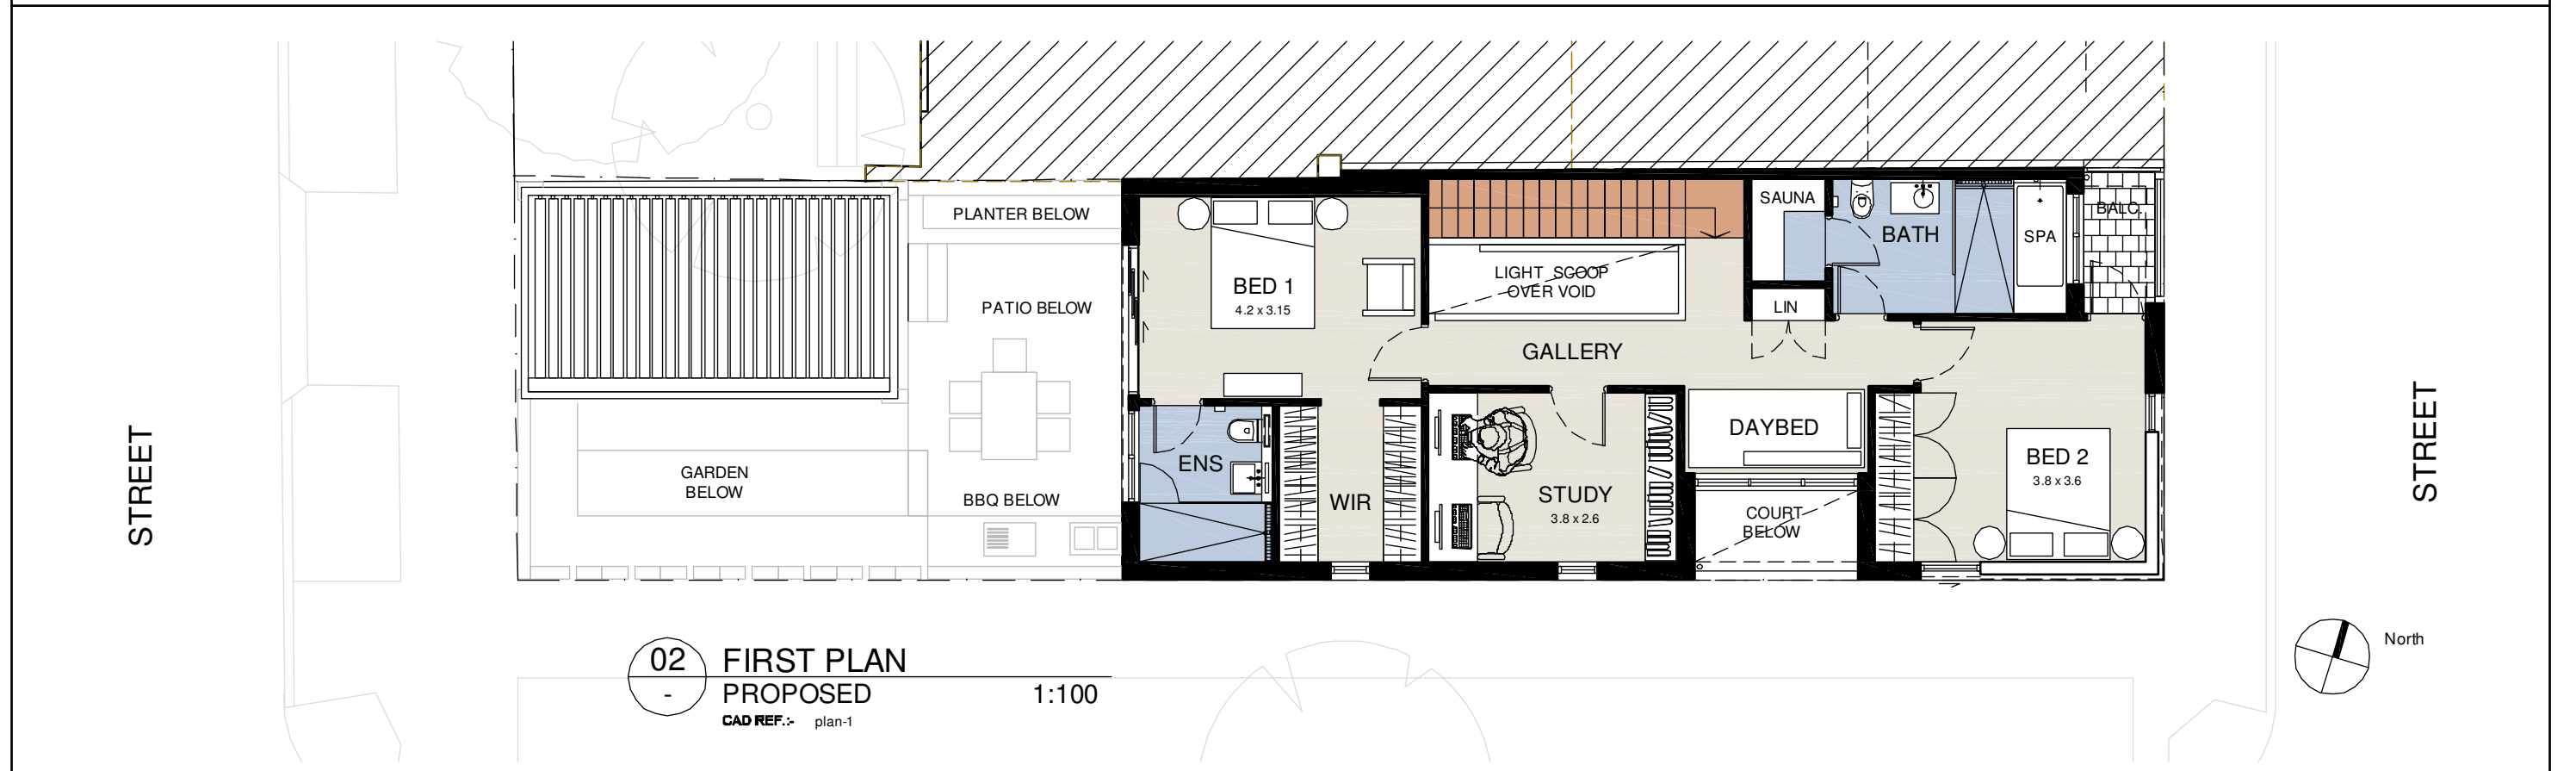 STREET
PLANTER BELOW
PATIO BELOW
GARDEN
BELOW
BBQ BELOW
BED 1
4.2 x 3.15
ENS
WIR
LIGHT SCOOP
OVER VOID
GALLERY
STUDY
3.8 x 2.6
SAUNA
LIN
BATH
SPA
BALC.
DAYBED
COURT
BELOW
BED 2
3.8 x 3.6
STREET
02
-
FIRST PLAN
PROPOSED 1:100
CAD REF.:- plan-1
North